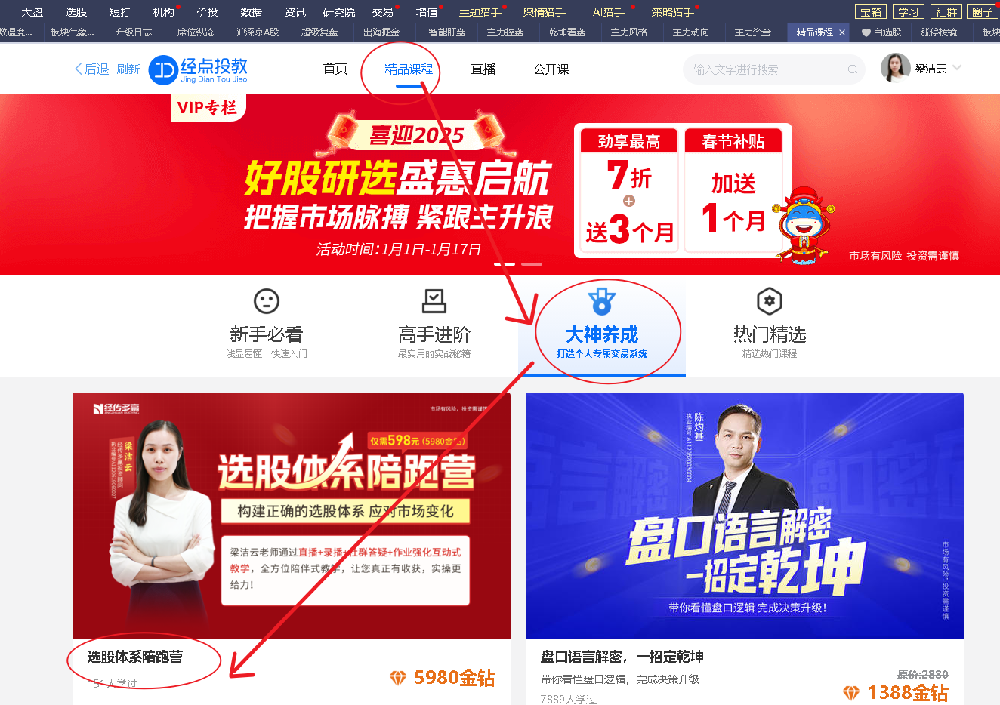 大盘 选股 短打 机构 价投 数据 资讯 研究院 交易 增值 主题猎手 舆情猎手 AI猎手 策略猎手 宝箱 学习 社群 圈子
数温度... 板块气象... 升级日志 席位纵览 沪深京A股 超级复盘 出海掘金 智能盯盘 主力控盘 乾坤看盘 主力风格 主力动向 主力资金 精品课程 × 自选股 涨停棱镜 板块
后退 刷新 JD 经点投教 首页 精品课程 直播 公开课 输入文字进行搜索 梁洁云
Jing Dian Tou Jiao
VIP专栏
喜迎2025
好股研选盛惠启航
把握市场脉搏 紧跟主升浪
活动时间：1月1日-1月17日
劲享最高
7折
+
送3个月
春节补贴
加送
1个月
市场有风险 投资需谨慎
新手必看 高手进阶 大神养成 热门精选
浅显易懂，快速入门 最实用的实战秘籍 打造个人专属交易系统 精选热门课程
经传多赢
市场有风险，投资需谨慎
梁洁云
经传多赢投资顾问
仅需598元 (5980金钻)
选股体系陪跑营
构建正确的选股体系 应对市场变化
梁洁云老师通过直播+录播+社群答疑+作业强化互动式
教学，全方位陪伴式教学，让您真正有收获，实操更
给力！
选股体系陪跑营
151人学过
5980金钻
陈灼基
执业编号A1120620030004
盘口语言解密
一招定乾坤
带你看懂盘口逻辑 完成决策升级！
市场有风险，投资需谨慎
盘口语言解密，一招定乾坤
带你看懂盘口逻辑，完成决策升级
7889人学过
原价:2880
1388金钻